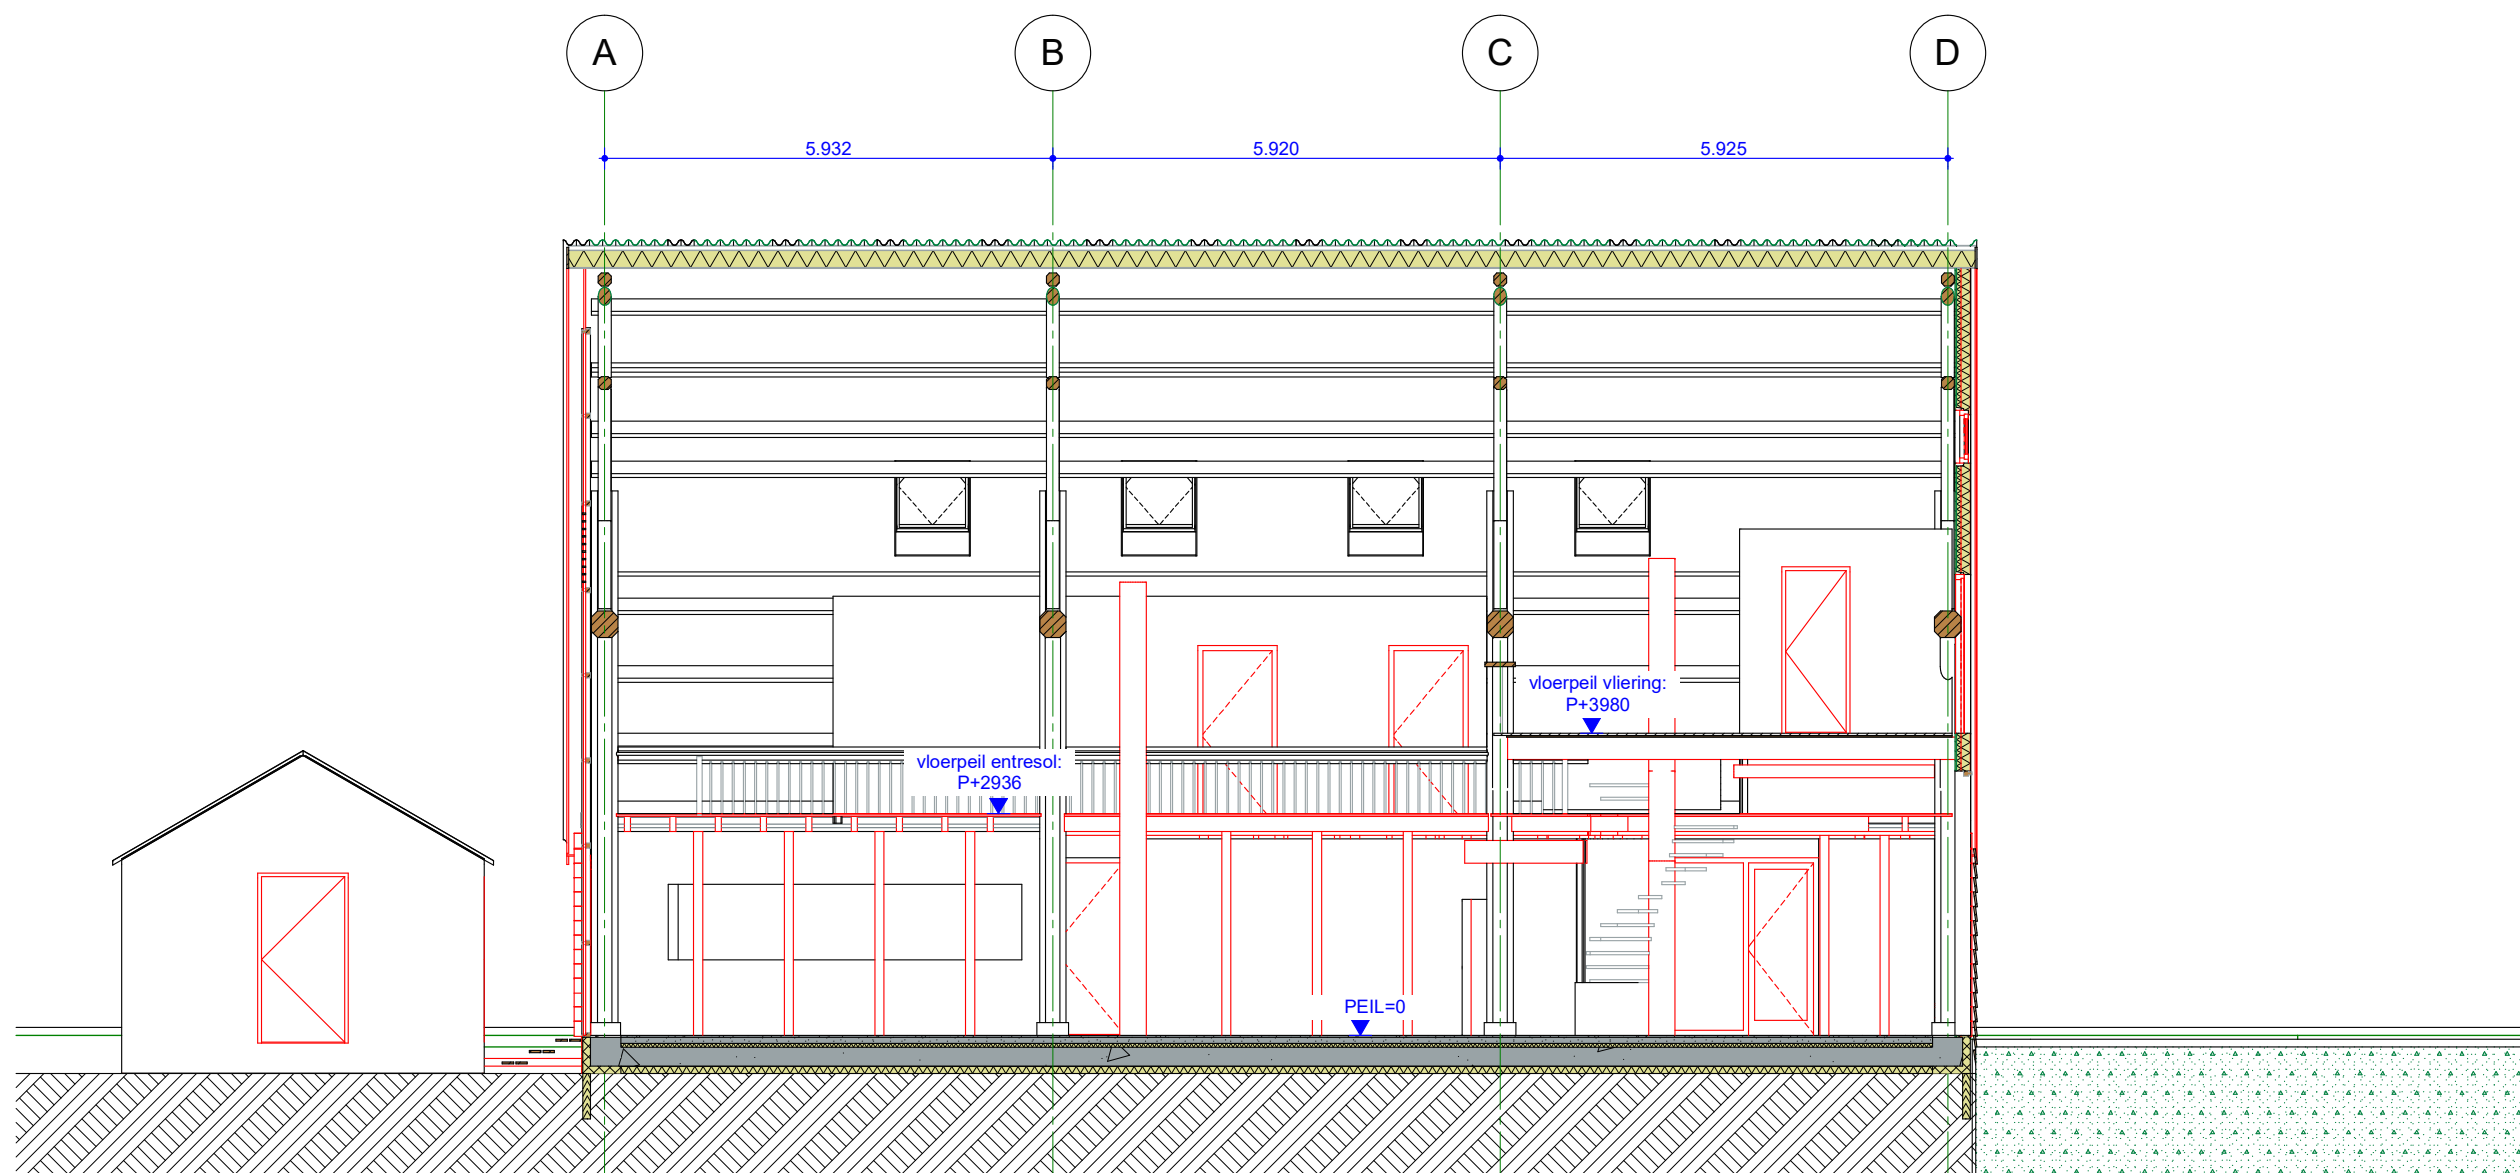 A
B
C
D
5.932
5.920
5.925
vloerpeil vliering:
P+3980
vloerpeil entresol:
P+2936
PEIL=0